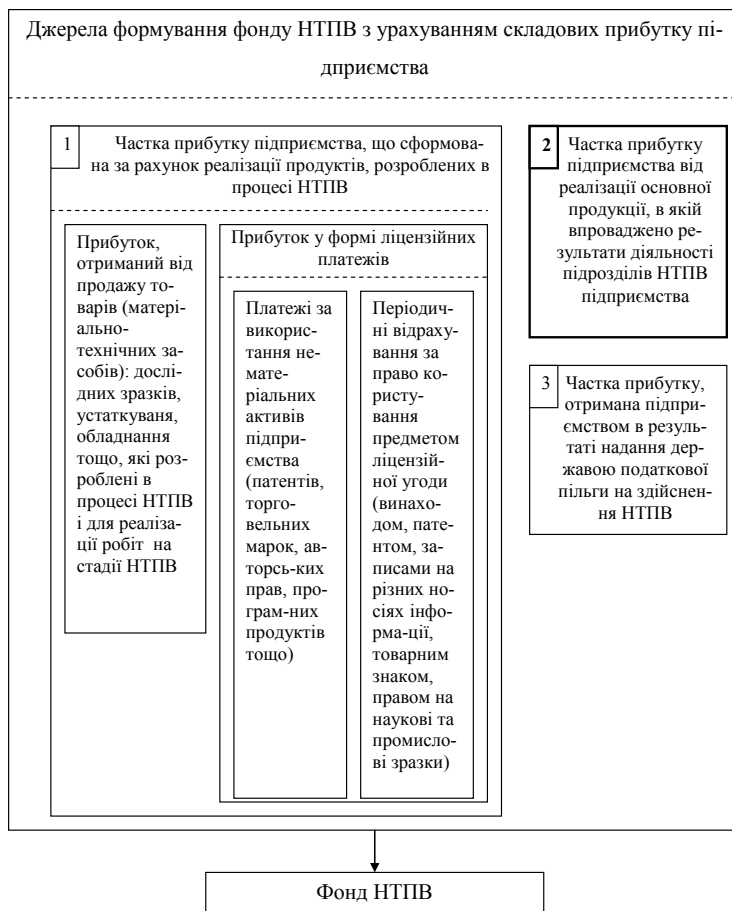 Джерела формування фонду НТПВ з урахуванням складових прибутку пі-
дприємства
1
Частка прибутку підприємства, що сформова-
на за рахунок реалізації продуктів, розроблених в
процесі НТПВ
Прибуток,
отриманий від
продажу то-
варів (матері-
ально-
технічних за-
собів): дослі-
дних зразків,
устаткуваня,
обладнання
тощо, які роз-
роблені в
процесі НТПВ
і для реаліза-
ції робіт на
стадії НТПВ
Прибуток у формі ліцензійних
платежів
Платежі за
використ-
тання не-
мате-
ріальних
активів
підпри-
ємства
(патентів,
торго-
вельних
марок, ав-
торсь-ких
прав, про-
грам-них
продуктів
тощо)
Періодич-
ні відраху-
вання за
право ко-
ристу-
вання
предметом
ліцензій-
ної угоди
(винахо-
дом, пате-
нтом, за-
писами на
різних но-
сіях інфо-
рма-ції,
товарним
знаком,
правом на
наукові та
промисло-
ві зразки)
2
Частка прибутку
підприємства від
реалізації основної
продукції, в якій
впроваджено ре-
зультати діяльності
підрозділів НТПВ
підприємства
3
Частка прибутку,
отримана підпри-
ємством в резуль-
таті надання дер-
жавою податкової
пільги на здійснен-
ня НТПВ
Фонд НТПВ